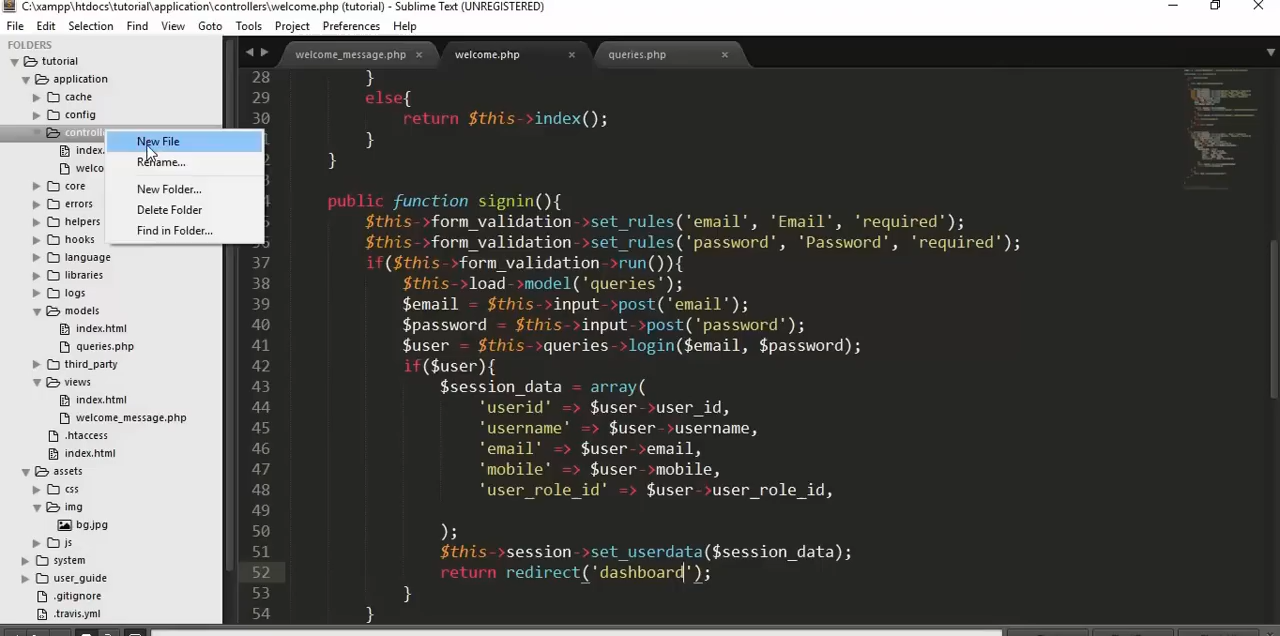 C:\xampp\htdocs\tutorial\application\controllers\welcome.php (tutorial) - Sublime Text (UNREGISTERED)
File Edit Selection Find View Goto Tools Project Preferences Help
FOLDERS
tutorial
application
cache
config
controlle
index.
welco
core
errors
helpers
hooks
language
libraries
logs
models
index.html
queries.php
third_party
views
index.html
welcome_message.php
.htaccess
index.html
assets
css
img
bg.jpg
js
system
user_guide
.gitignore
.travis.yml
New File
Rename...
New Folder...
Delete Folder
Find in Folder...
welcome_message.php × welcome.php × queries.php ×
28 }
29 else{
30 return $this->index();
1 }
2 }
3
public function signin(){
5 $this->form_validation->set_rules('email', 'Email', 'required');
6 $this->form_validation->set_rules('password', 'Password', 'required');
37 if($this->form_validation->run()){
38 $this->load->model('queries');
39 $email = $this->input->post('email');
40 $password = $this->input->post('password');
41 $user = $this->queries->login($email, $password);
42 if($user){
43 $session_data = array(
44 'userid' => $user->user_id,
45 'username' => $user->username,
46 'email' => $user->email,
47 'mobile' => $user->mobile,
48 'user_role_id' => $user->user_role_id,
49
50 );
51 $this->session->set_userdata($session_data);
52 return redirect('dashboard');
53 }
54 }